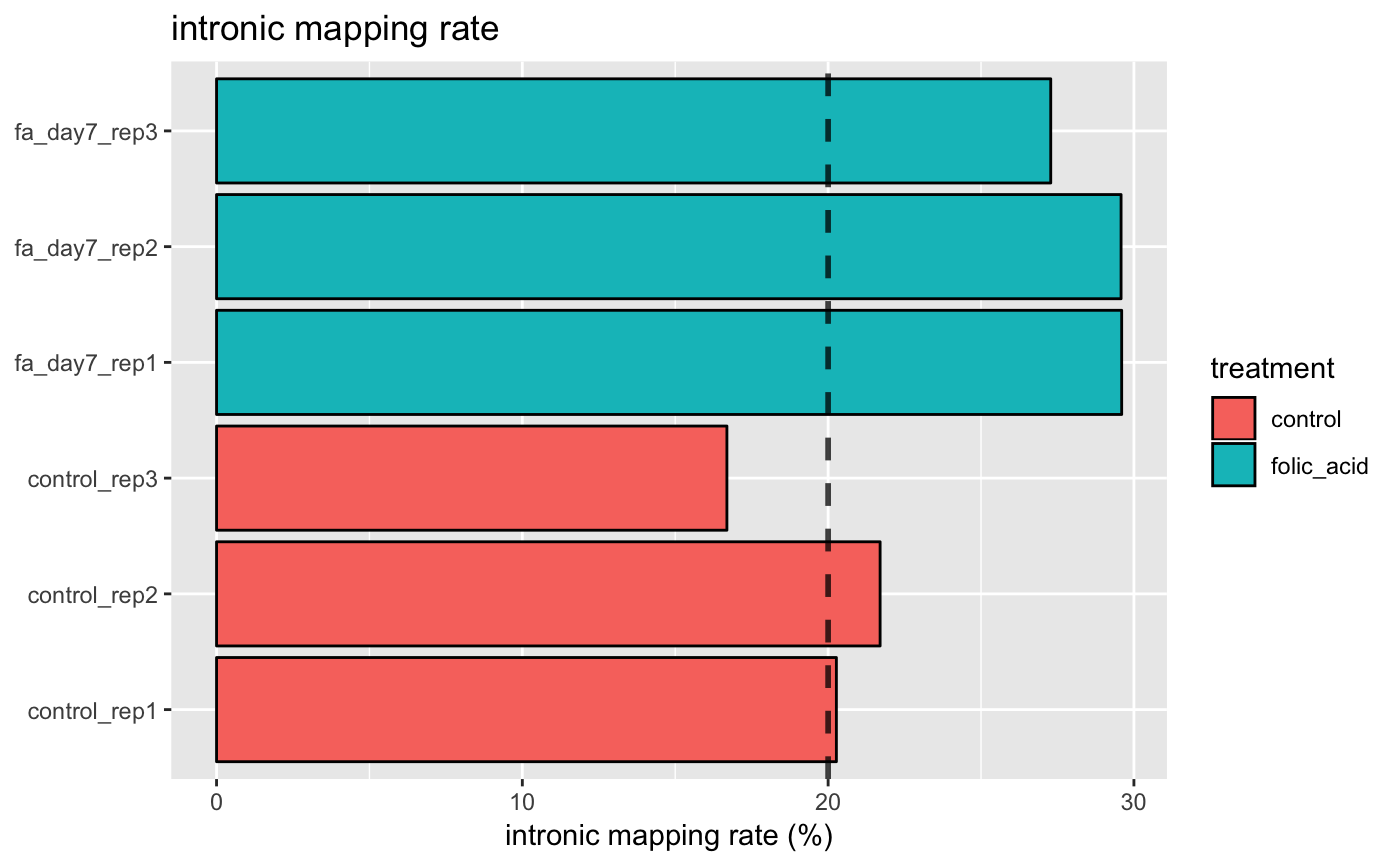 intronic mapping rate
fa_day7_rep3
fa_day7_rep2
fa_day7_rep1
control_rep3
control_rep2
control_rep1
0 10 20 30
intronic mapping rate (%)
treatment
control
folic_acid